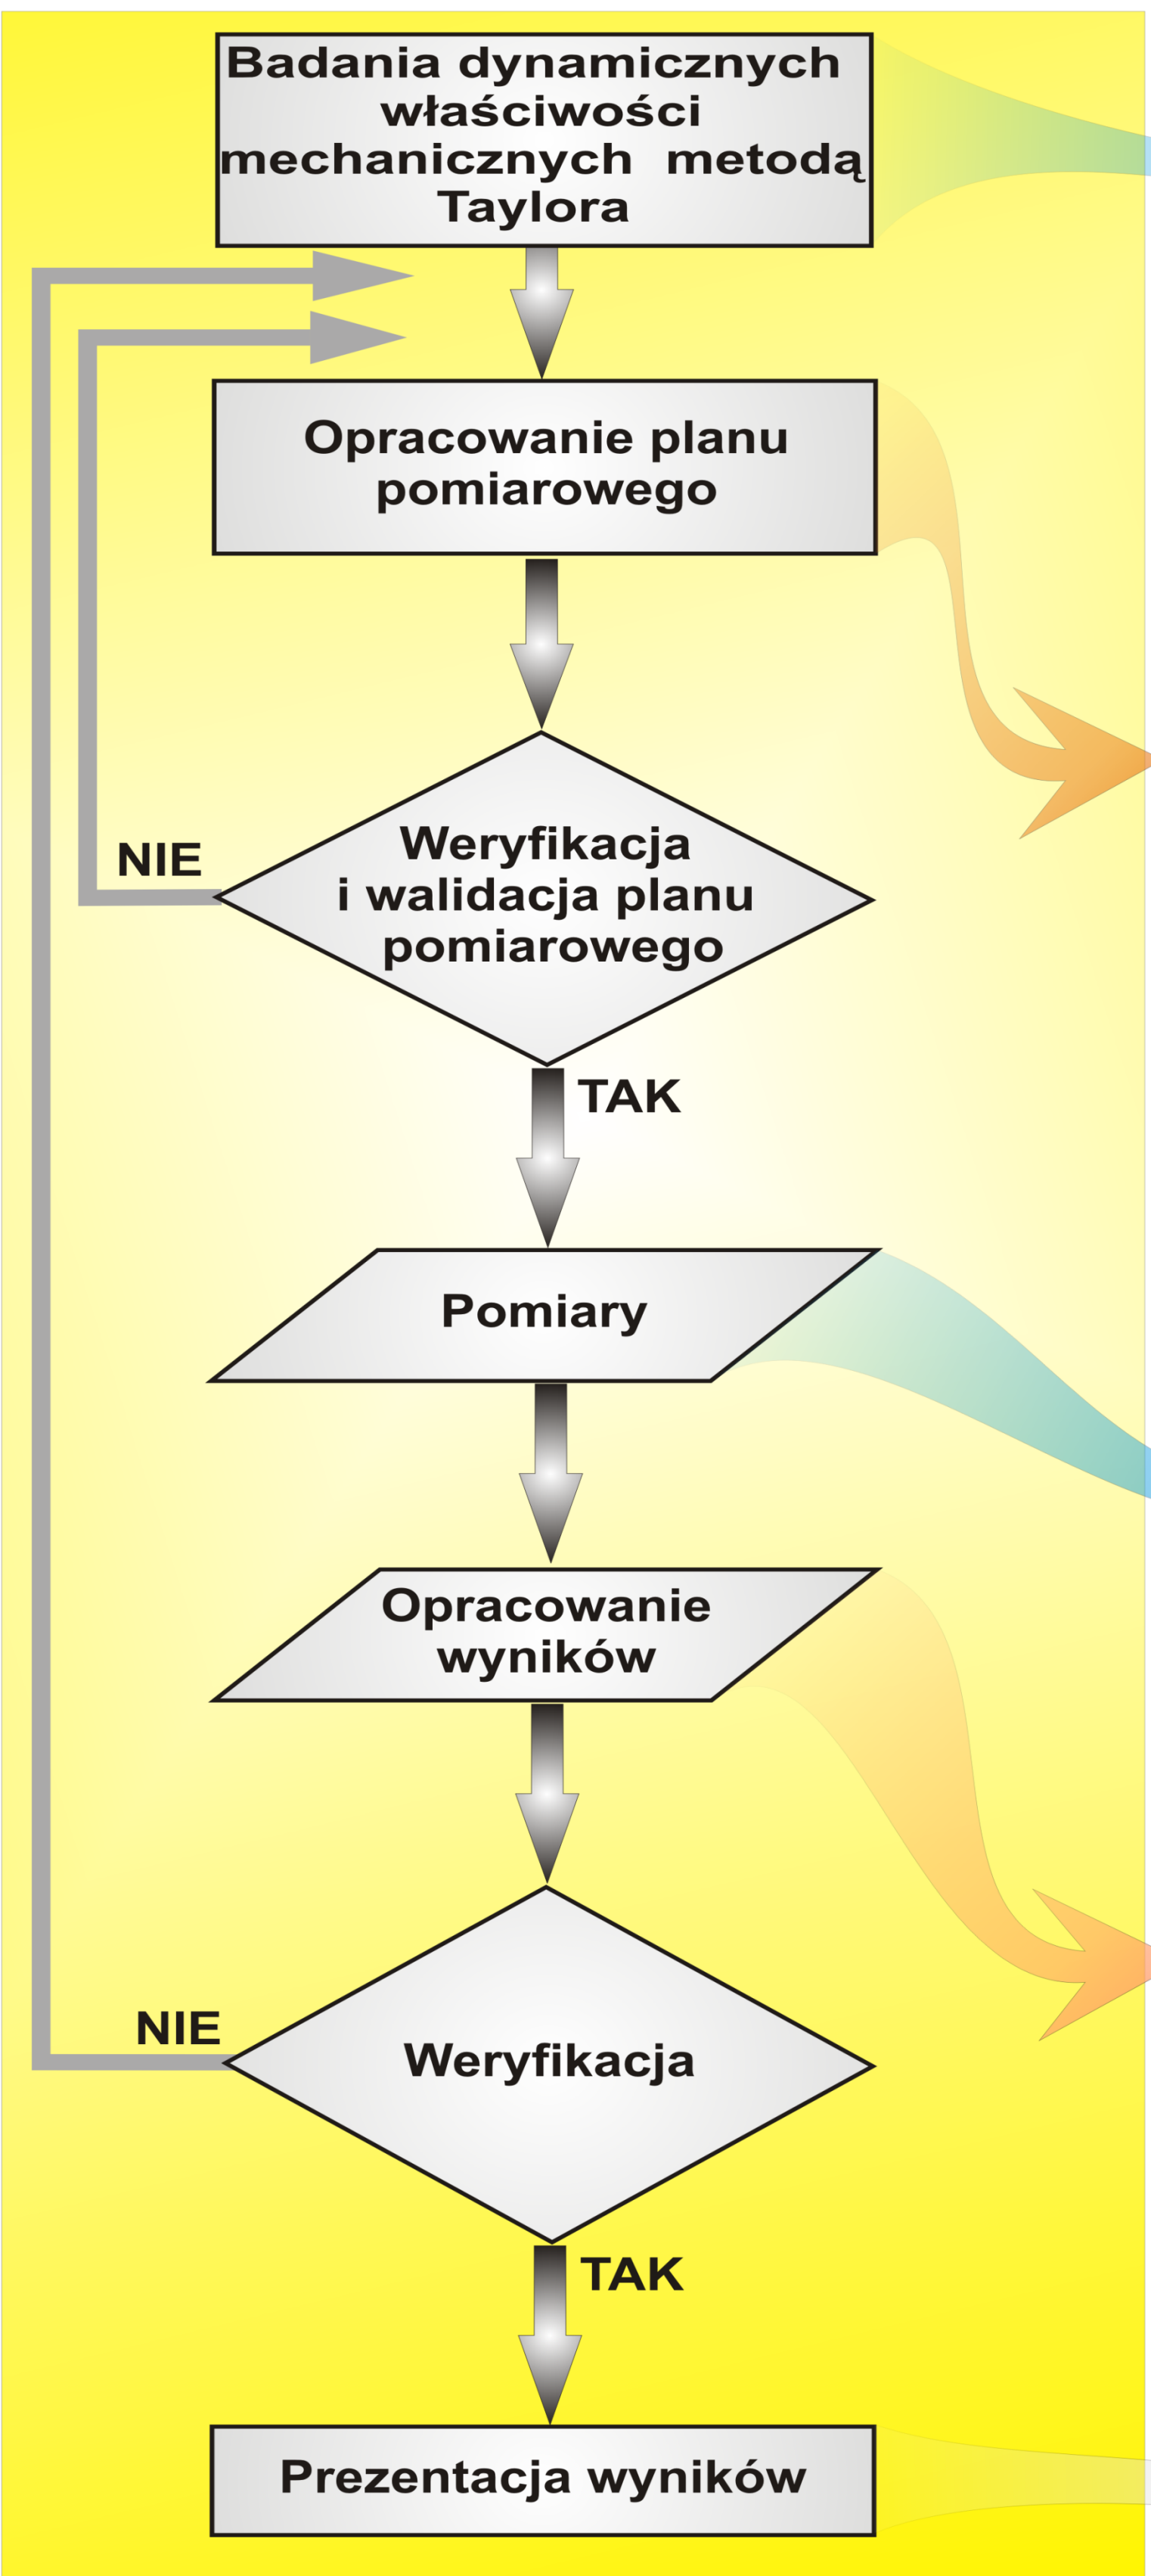 Badania dynamicznych
właściwości
mechanicznych metodą
Taylora
Opracowanie planu
pomiarowego
NIE
Weryfikacja
i walidacja planu
pomiarowego
TAK
Pomiary
Opracowanie
wyników
NIE
Weryfikacja
TAK
Prezentacja wyników